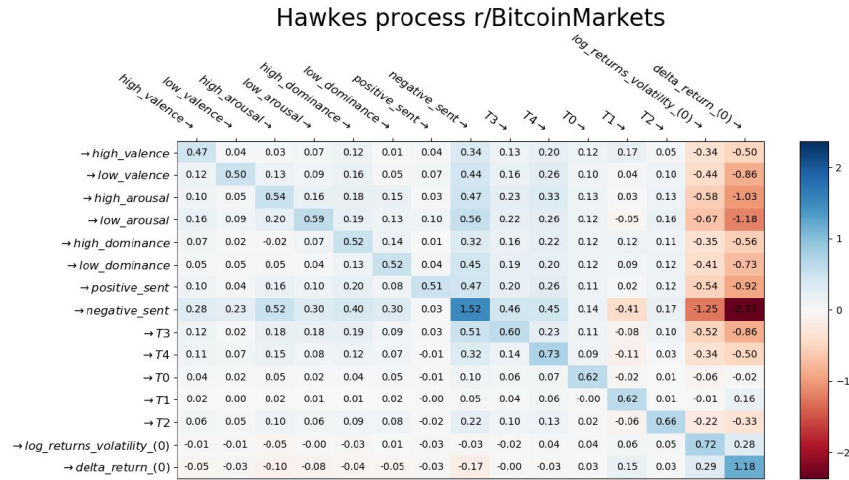 Hawkes process r/BitcoinMarkets
high_valence→
low_valence→
high_arousal→
low_arousal→
high_dominance→
low_dominance→
positive_sent→
negative_sent→
T3→
T4→
T0→
T1→
T2→
log_returns_volatility_(0)→
delta_return_(0)→
→high_valence 0.47 0.04 0.03 0.07 0.12 0.01 0.04 0.34 0.13 0.20 0.12 0.17 0.05 -0.34 -0.50
→low_valence 0.12 0.50 0.13 0.09 0.16 0.05 0.07 0.44 0.16 0.26 0.10 0.04 0.10 -0.44 -0.86
→high_arousal 0.10 0.05 0.54 0.16 0.18 0.15 0.03 0.47 0.23 0.33 0.13 0.03 0.13 -0.58 -1.03
→low_arousal 0.16 0.09 0.20 0.59 0.19 0.13 0.10 0.56 0.22 0.26 0.12 -0.05 0.16 -0.67 -1.18
→high_dominance 0.07 0.02 -0.02 0.07 0.52 0.14 0.01 0.32 0.16 0.22 0.12 0.12 0.11 -0.35 -0.56
→low_dominance 0.05 0.05 0.05 0.04 0.13 0.52 0.04 0.45 0.19 0.20 0.12 0.09 0.12 -0.41 -0.73
→positive_sent 0.10 0.04 0.16 0.10 0.20 0.08 0.51 0.47 0.20 0.26 0.11 0.02 0.12 -0.54 -0.92
→negative_sent 0.28 0.23 0.52 0.30 0.40 0.30 0.03 1.52 0.46 0.45 0.14 -0.41 0.17 -1.25 -2.37
→T3 0.12 0.02 0.18 0.18 0.19 0.09 0.03 0.51 0.60 0.23 0.11 -0.08 0.10 -0.52 -0.86
→T4 0.11 0.07 0.15 0.08 0.12 0.07 -0.01 0.32 0.14 0.73 0.09 -0.11 0.03 -0.34 -0.50
→T0 0.04 0.02 0.05 0.02 0.04 0.05 -0.01 0.10 0.06 0.07 0.62 -0.02 0.01 -0.06 -0.02
→T1 0.02 0.00 0.02 0.01 0.01 0.02 -0.00 0.05 0.04 0.06 -0.00 0.62 0.01 -0.01 0.16
→T2 0.06 0.05 0.10 0.06 0.09 0.08 -0.02 0.22 0.10 0.13 0.02 -0.06 0.66 -0.22 -0.33
→log_returns_volatility_(0) -0.01 -0.01 -0.05 -0.00 -0.03 0.01 -0.03 -0.03 -0.02 0.04 0.04 0.06 0.05 0.72 0.28
→delta_return_(0) -0.05 -0.03 -0.10 -0.08 -0.04 -0.05 -0.03 -0.17 -0.00 -0.03 0.03 0.15 0.03 0.29 1.18
2
1
0
−1
−2